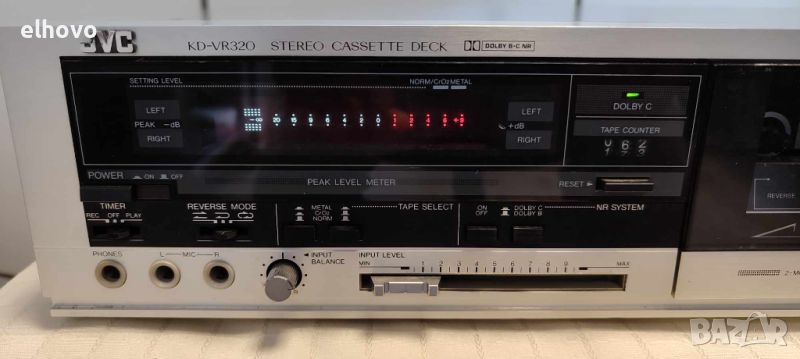 elhovo
JVC
KD-VR320 STEREO CASSETTE DECK DOLBY B-C NR
SETTING LEVEL
NORM/CrO2 METAL
LEFT
PEAK -dB
RIGHT
LEFT
+dB
RIGHT
DOLBY C
TAPE COUNTER
062
POWER
ON OFF
PEAK LEVEL METER
RESET
REVERSE
TIMER
REC OFF PLAY
REVERSE MODE
METAL
CrO2
NORM
TAPE SELECT
ON
OFF
DOLBY C
DOLBY B
NR SYSTEM
PHONES
L MIC R
INPUT
BALANCE
INPUT LEVEL
MIN 1 2 3 4 5 6 7 8 9 MAX
BAZAR
bg